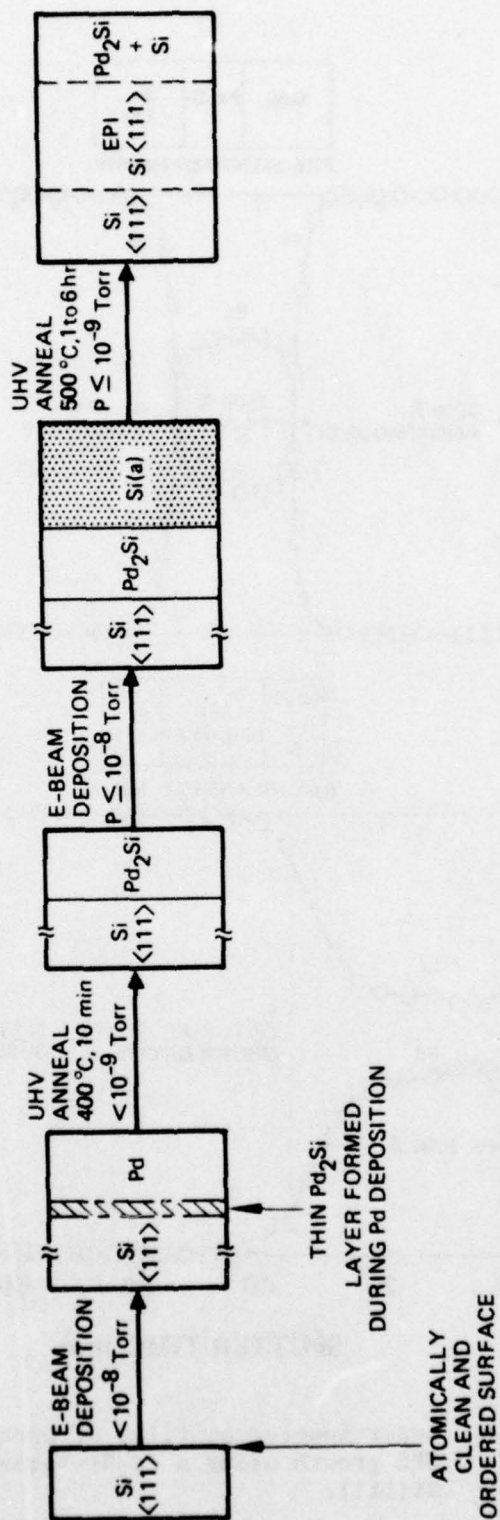 Si
⟨111⟩
ATOMICALLY
CLEAN AND
ORDERED SURFACE
E-BEAM
DEPOSITION
<10⁻⁸ Torr
Si
⟨111⟩
Pd
THIN Pd₂Si
LAYER FORMED
DURING Pd DEPOSITION
UHV
ANNEAL
400 °C, 10 min
<10⁻⁹ Torr
Si
⟨111⟩
Pd₂Si
E-BEAM
DEPOSITION
P ≤ 10⁻⁸ Torr
Si
⟨111⟩
Pd₂Si
Si(a)
UHV
ANNEAL
500 °C, 1 to 6 hr
P ≤ 10⁻⁹ Torr
Si
⟨111⟩
EPI
Si ⟨111⟩
Pd₂Si
+
Si